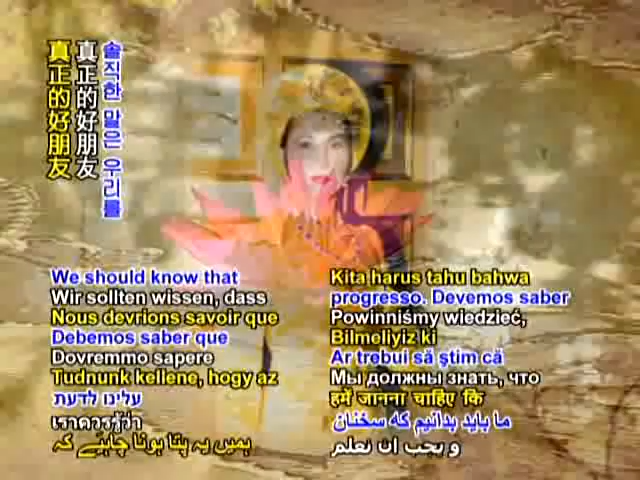 真正的好朋友
真正的好朋友
솔직한 말은 우리를
We should know that
Wir sollten wissen, dass
Nous devrions savoir que
Debemos saber que
Dovremmo sapere
Tudnunk kellene, hogy az
עלינו לדעת
เราควรรู้ว่า
ہمیں یہ پتا ہونا چاہیے کہ
Kita harus tahu bahwa
progresso. Devemos saber
Powinniśmy wiedzieć,
Bilmeliyiz ki
Ar trebui să ştim că
Мы должны знать, что
हमें जानना चाहिए कि
ما باید بدانیم که سخنان
و يجب ان نعلم